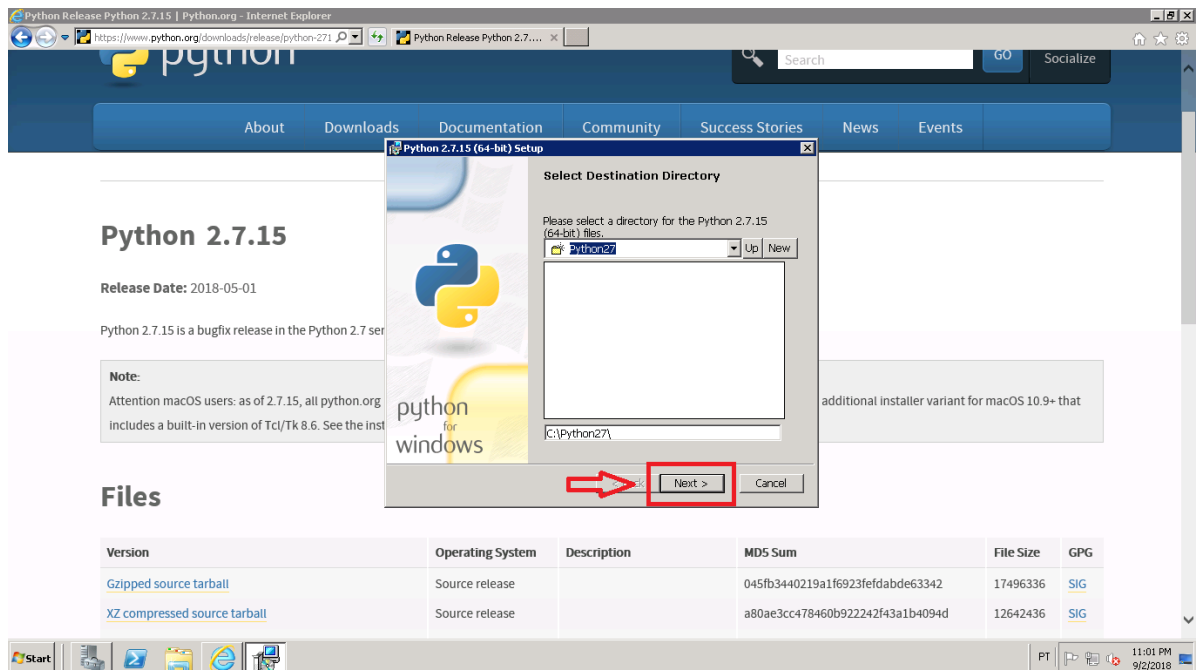 Python Release Python 2.7.15 | Python.org - Internet Explorer
https://www.python.org/downloads/release/python-271
Python Release Python 2.7....
python
Search
GO
Socialize
About Downloads Documentation Community Success Stories News Events
Python 2.7.15 (64-bit) Setup
Select Destination Directory
Please select a directory for the Python 2.7.15
(64-bit) files.
Python27 Up New
python
for
windows
C:\Python27\
Next > Cancel
Python 2.7.15
Release Date: 2018-05-01
Python 2.7.15 is a bugfix release in the Python 2.7 ser
Note:
Attention macOS users: as of 2.7.15, all python.org additional installer variant for macOS 10.9+ that
includes a built-in version of Tcl/Tk 8.6. See the inst
Files
Version Operating System Description MD5 Sum File Size GPG
Gzipped source tarball Source release 045fb3440219a1f6923fefdabde63342 17496336 SIG
XZ compressed source tarball Source release a80ae3cc478460b922242f43a1b4094d 12642436 SIG
Start PT 11:01 PM
9/2/2018